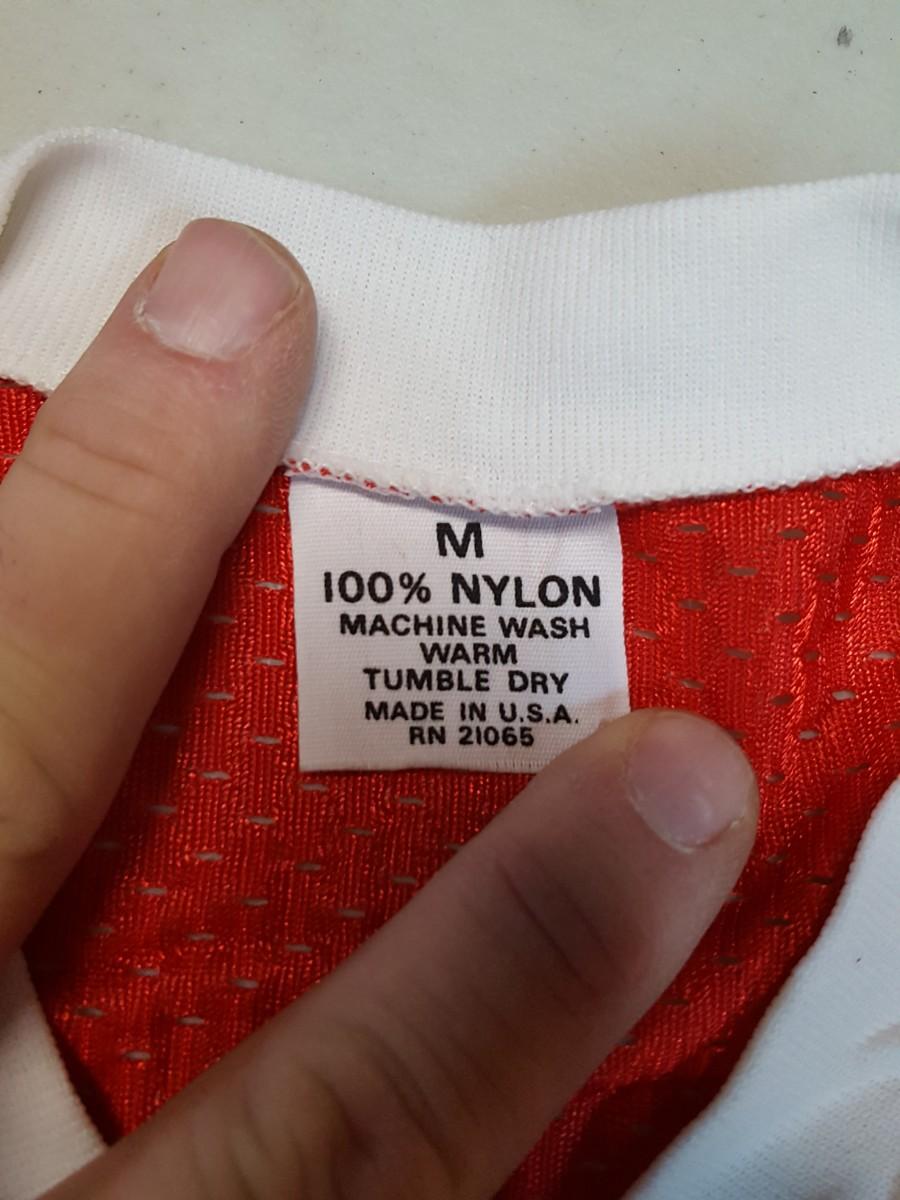 M
100% NYLON
MACHINE WASH
WARM
TUMBLE DRY
MADE IN U.S.A.
RN 21065